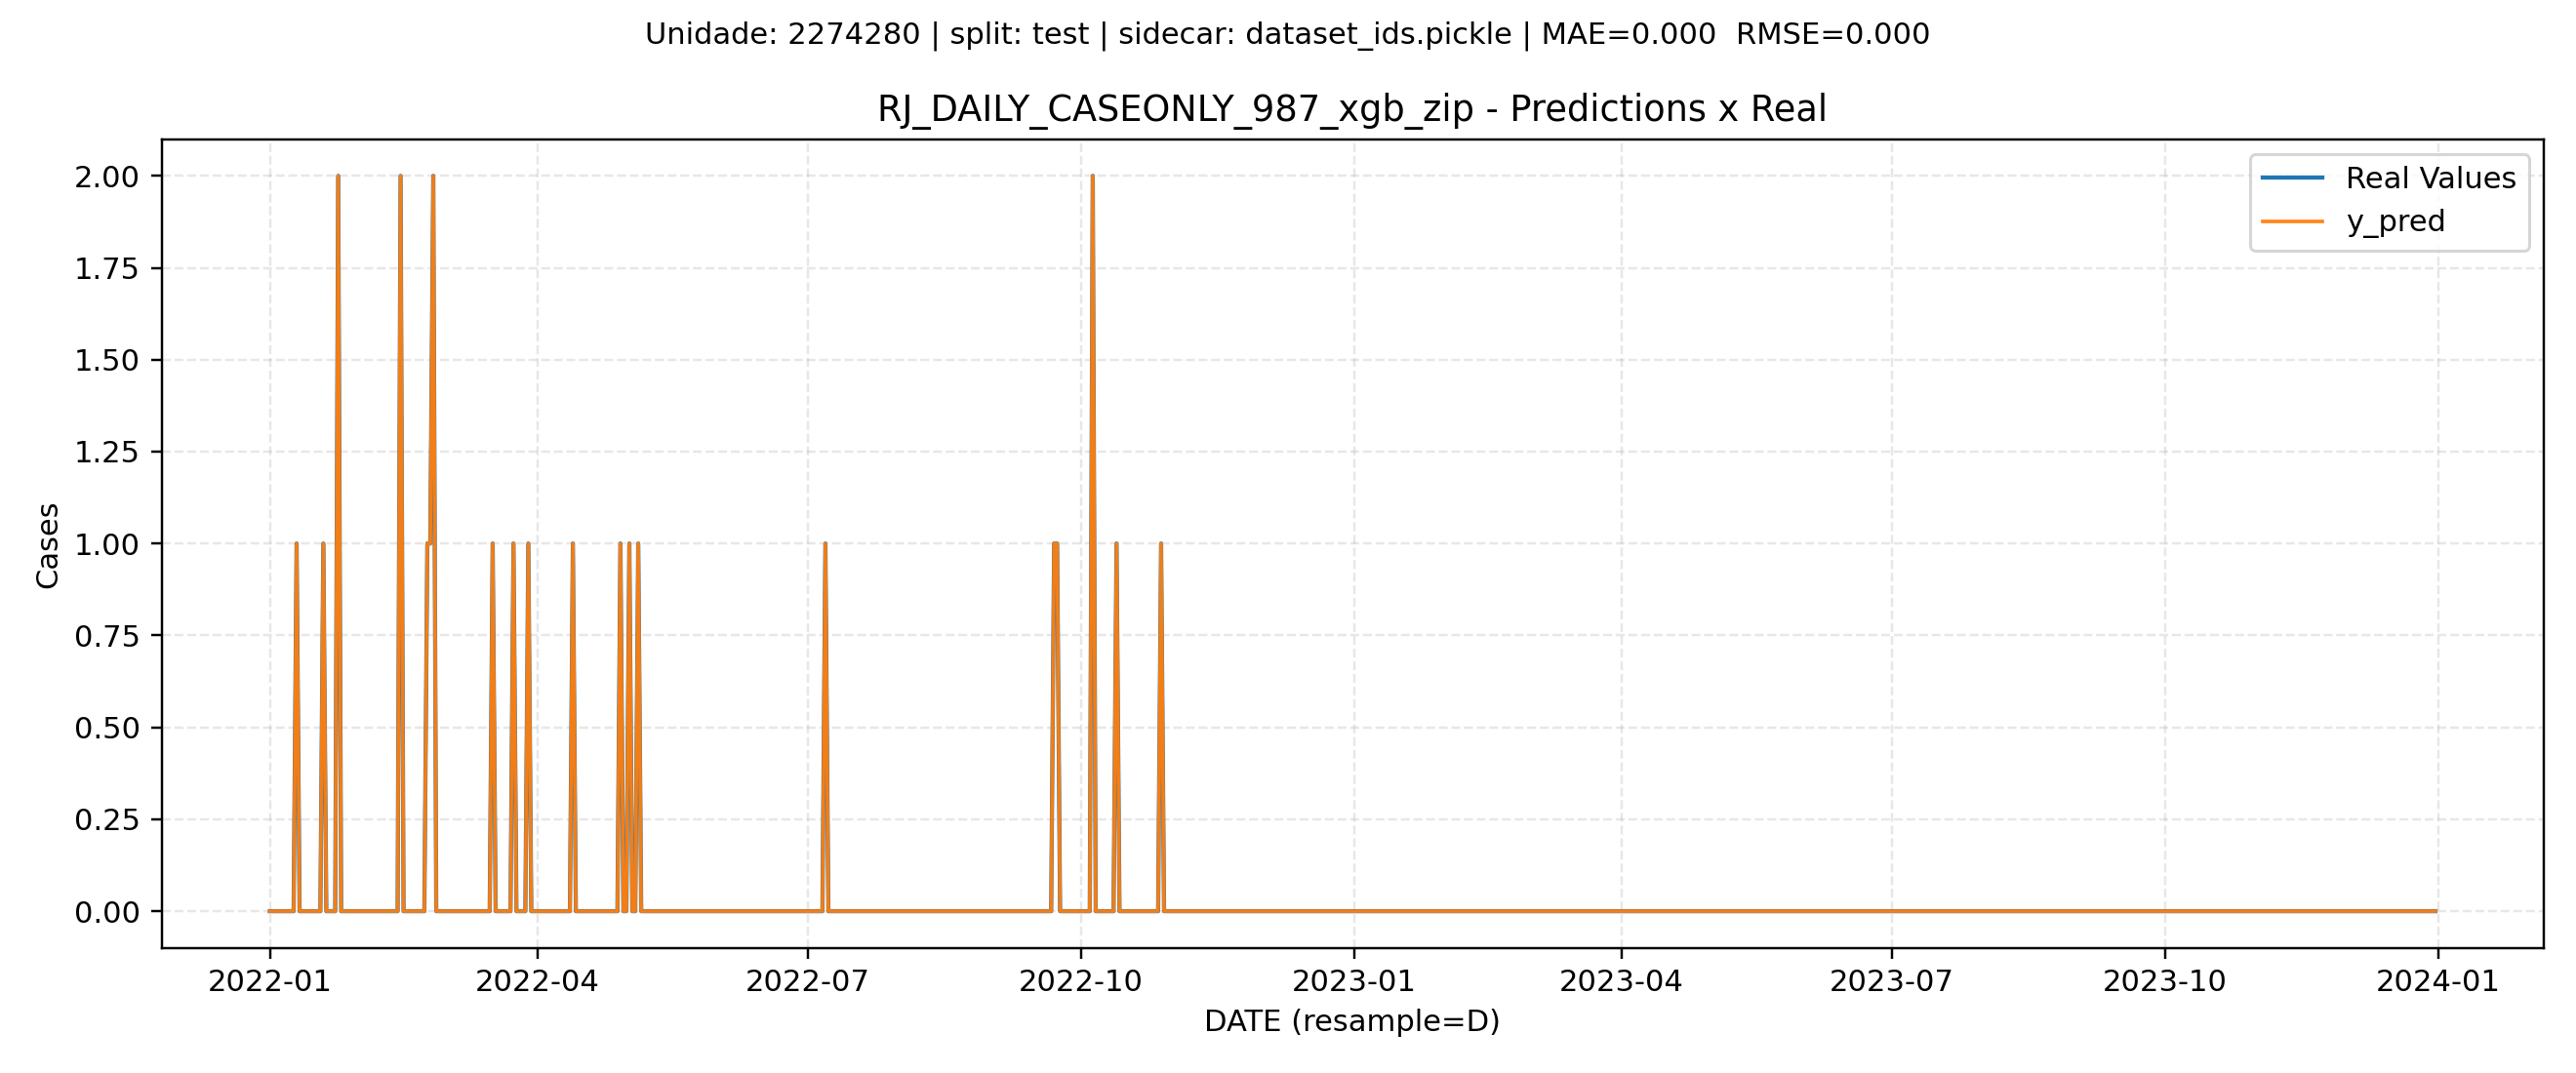 Unidade: 2274280 | split: test | sidecar: dataset_ids.pickle | MAE=0.000  RMSE=0.000
RJ_DAILY_CASEONLY_987_xgb_zip - Predictions x Real
Real Values
y_pred
2.00
1.75
1.50
1.25
1.00
0.75
0.50
0.25
0.00
Cases
2022-01 2022-04 2022-07 2022-10 2023-01 2023-04 2023-07 2023-10 2024-01
DATE (resample=D)